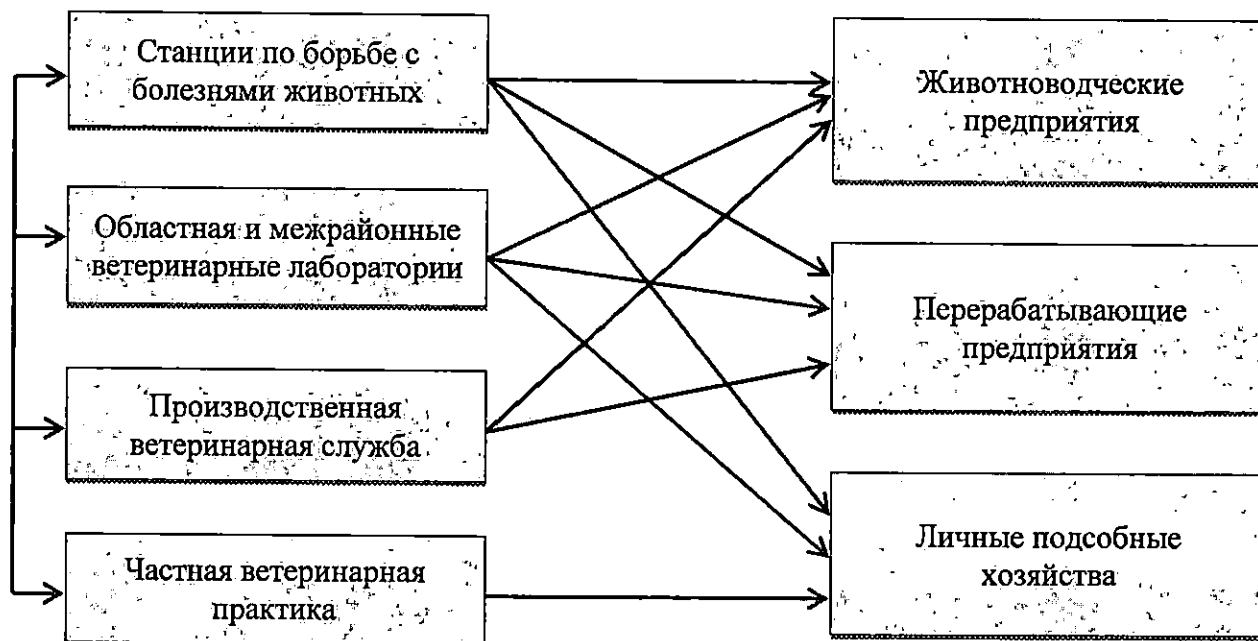 Станции по борьбе с
болезнями животных
Областная и межрайонные
ветеринарные лаборатории
Производственная
ветеринарная служба
Частная ветеринарная
практика
Животноводческие
предприятия
Перерабатывающие
предприятия
Личные подсобные
хозяйства